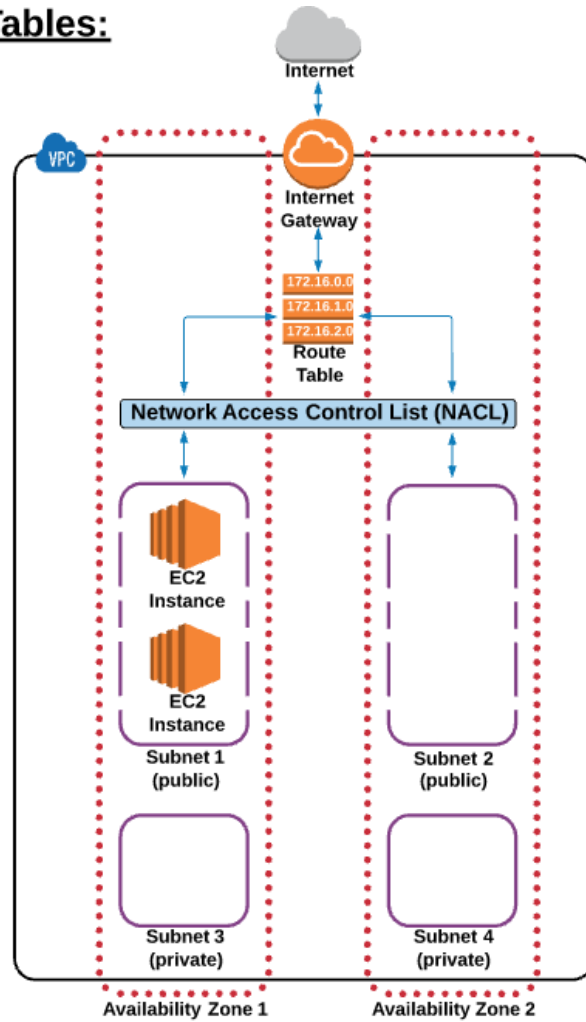 Tables:
Internet
VPC
Internet
Gateway
172.16.0.0
172.16.1.0
172.16.2.0
Route
Table
Network Access Control List (NACL)
EC2
Instance
EC2
Instance
Subnet 1
(public)
Subnet 2
(public)
Subnet 3
(private)
Subnet 4
(private)
Availability Zone 1
Availability Zone 2